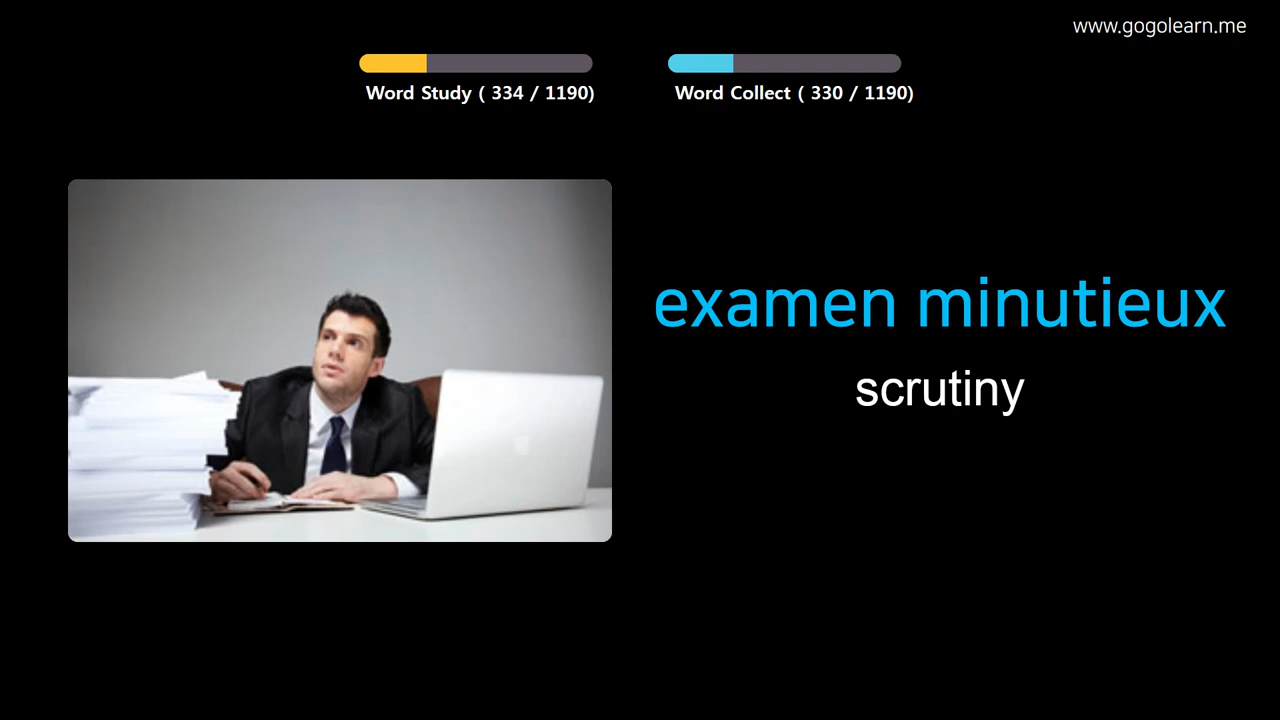 www.gogolearn.me
Word Study ( 334 / 1190)
Word Collect ( 330 / 1190)
examen minutieux
scrutiny